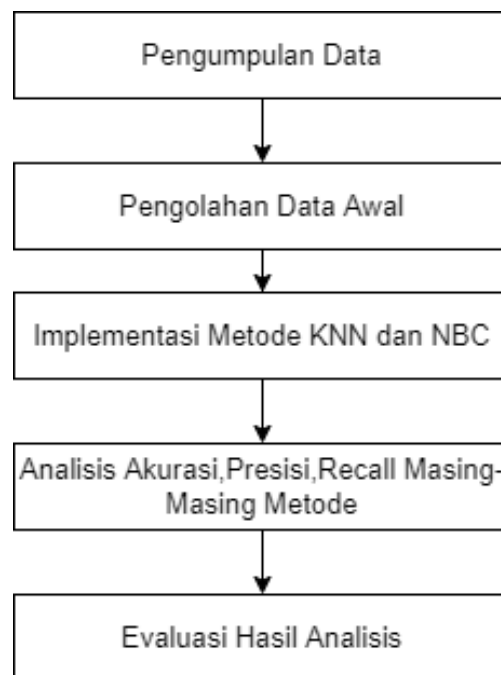 Pengumpulan Data
Pengolahan Data Awal
Implementasi Metode KNN dan NBC
Analisis Akurasi,Presisi,Recall Masing-
Masing Metode
Evaluasi Hasil Analisis